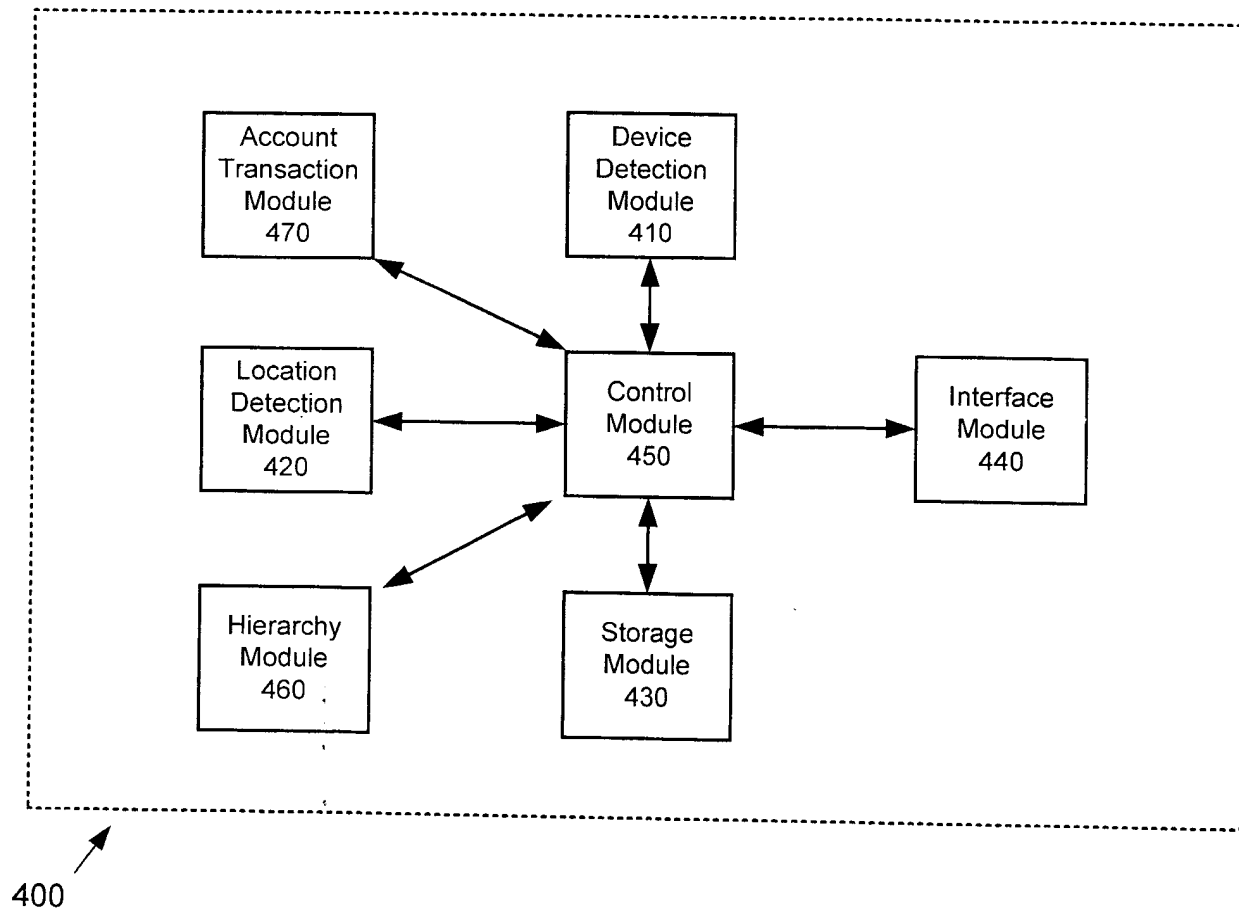 Account
Transaction
Module
470
Device
Detection
Module
410
Location
Detection
Module
420
Control
Module
450
Interface
Module
440
Hierarchy
Module
460
Storage
Module
430
400